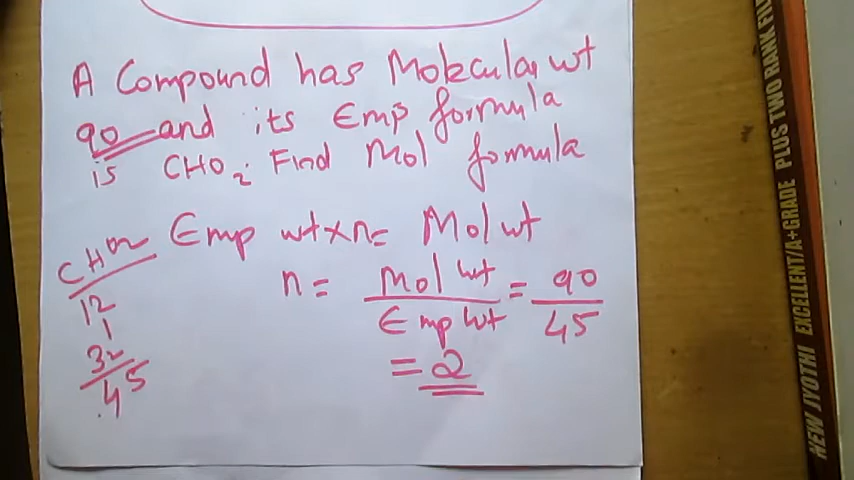 A Compound has Molecular wt
90 and its Emp formula
is CHO2. Find Mol formula
CHO2
12
1
32
45
Emp wt x n = Mol wt
n = Mol wt / Emp wt = 90 / 45
= 2
NEW JYOTHI EXCELLENT/A+GRADE PLUS TWO RANK FILE